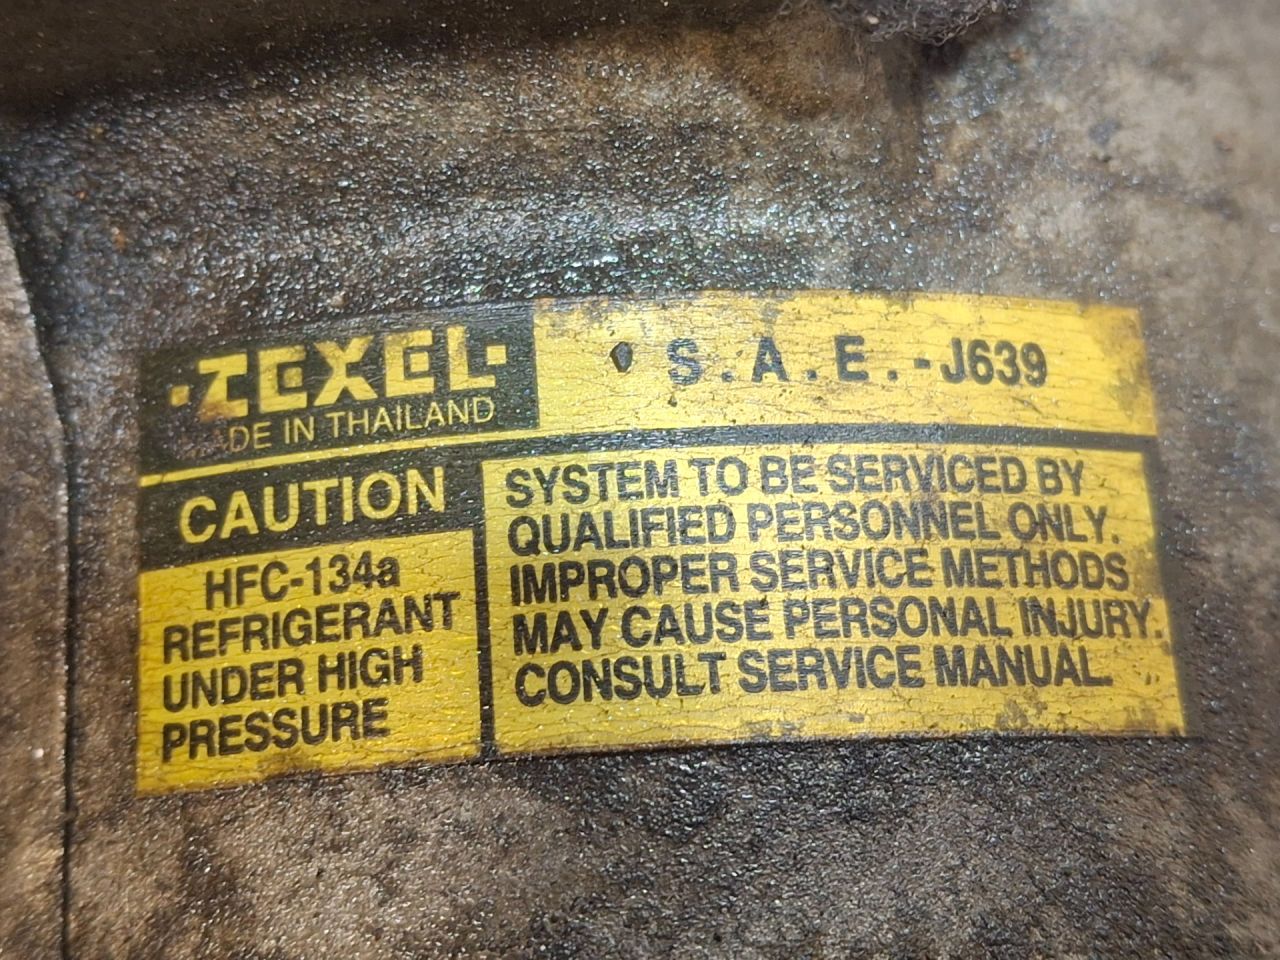 ·ZEXEL·
DE IN THAILAND
S.A.E.-J639
CAUTION
HFC-134a
REFRIGERANT
UNDER HIGH
PRESSURE
SYSTEM TO BE SERVICED BY
QUALIFIED PERSONNEL ONLY.
IMPROPER SERVICE METHODS
MAY CAUSE PERSONAL INJURY.
CONSULT SERVICE MANUAL.